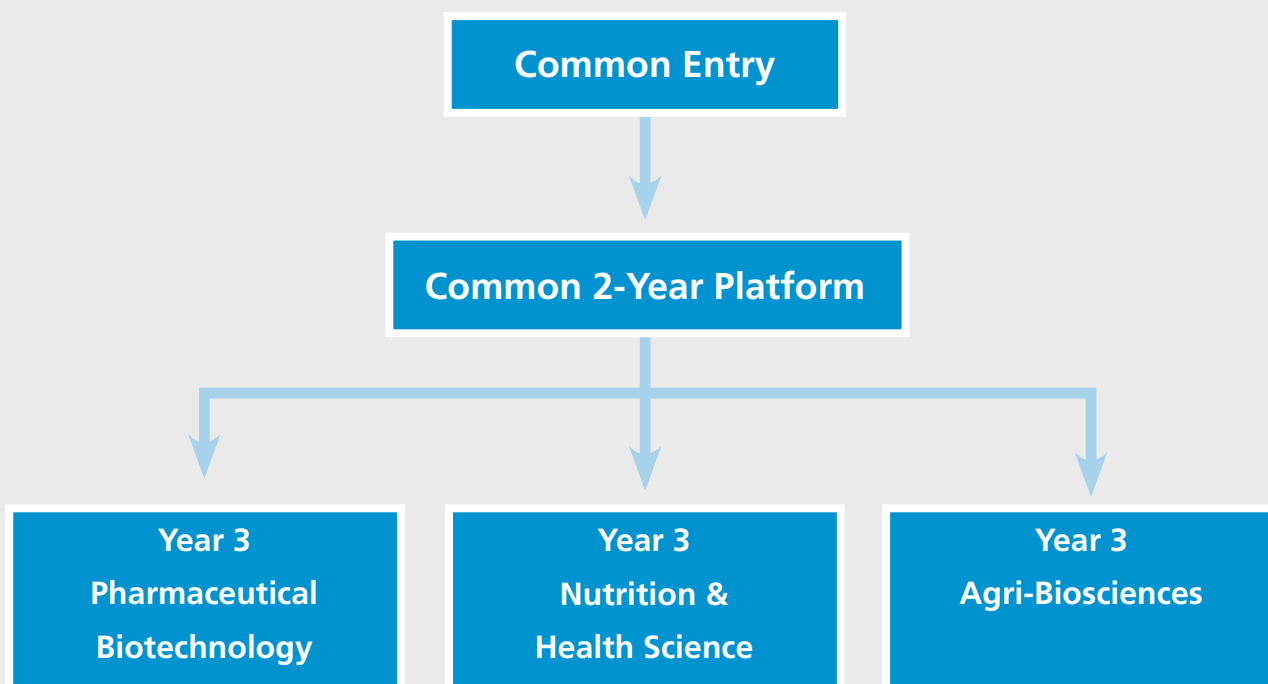 Common Entry
Common 2-Year Platform
Year 3
Pharmaceutical
Biotechnology
Year 3
Nutrition &
Health Science
Year 3
Agri-Biosciences